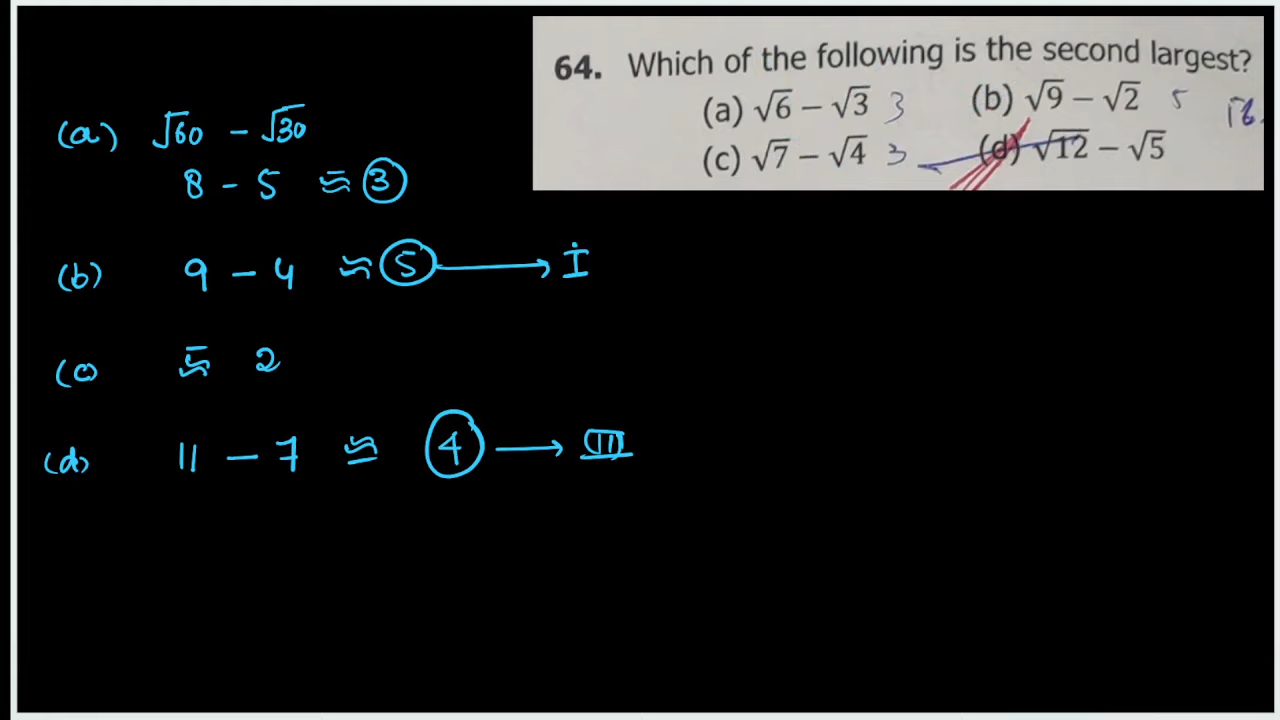 64. Which of the following is the second largest?
(a) √6 − √3 3 (b) √9 − √2 5
(c) √7 − √4 3 (d) √12 − √5
(a) √60 − √30
8 − 5 ≈ 3
(b) 9 − 4 ≈ 5 → I
(c) ≈ 2
(d) 11 − 7 ≈ 4 → II